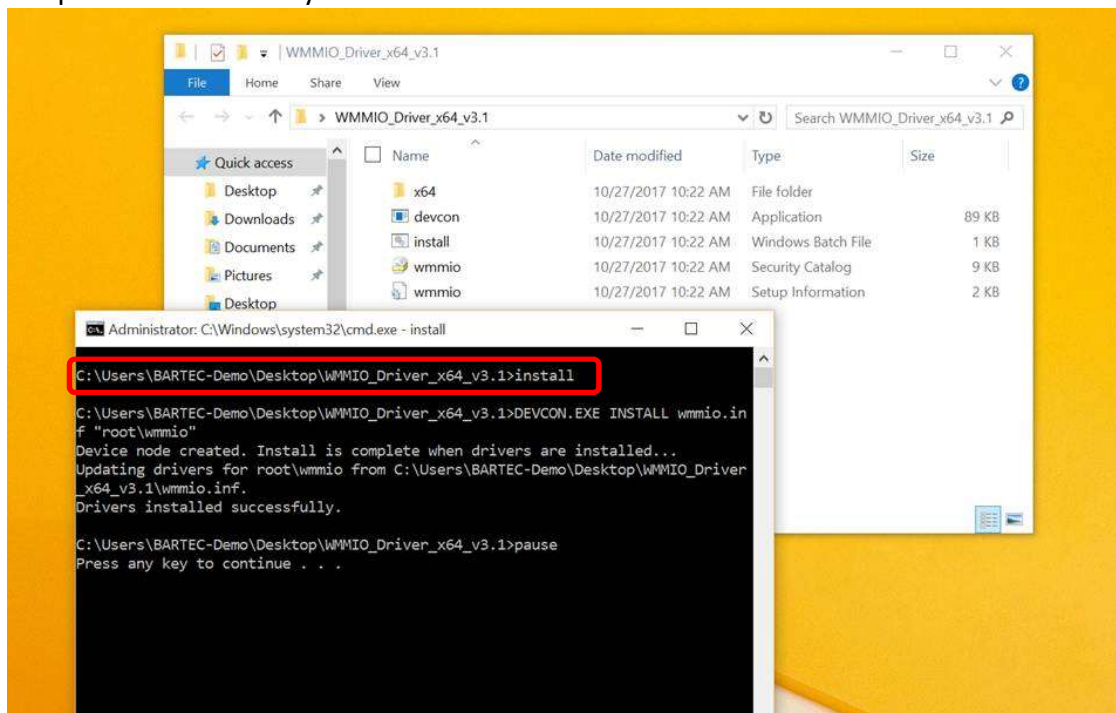 WMMIO_Driver_x64_v3.1
File Home Share View
WMMIO_Driver_x64_v3.1 Search WMMIO_Driver_x64_v3.1
Quick access
Desktop
Downloads
Documents
Pictures
Desktop
Name Date modified Type Size
x64 10/27/2017 10:22 AM File folder
devcon 10/27/2017 10:22 AM Application 89 KB
install 10/27/2017 10:22 AM Windows Batch File 1 KB
wmmio 10/27/2017 10:22 AM Security Catalog 9 KB
wmmio 10/27/2017 10:22 AM Setup Information 2 KB
Administrator: C:\Windows\system32\cmd.exe - install
C:\Users\BARTEC-Demo\Desktop\WMMIO_Driver_x64_v3.1>install
C:\Users\BARTEC-Demo\Desktop\WMMIO_Driver_x64_v3.1>DEVCON.EXE INSTALL wmmio.in
f "root\wmmio"
Device node created. Install is complete when drivers are installed...
Updating drivers for root\wmmio from C:\Users\BARTEC-Demo\Desktop\WMMIO_Driver
_x64_v3.1\wmmio.inf.
Drivers installed successfully.
C:\Users\BARTEC-Demo\Desktop\WMMIO_Driver_x64_v3.1>pause
Press any key to continue . . .